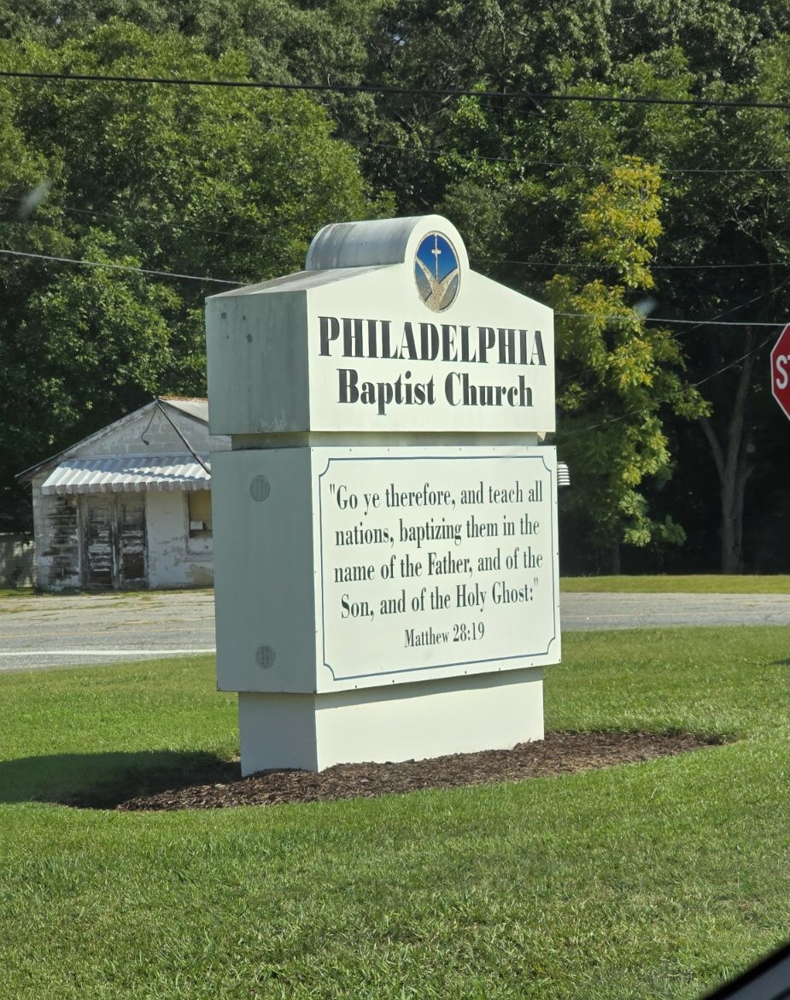 PHILADELPHIA
Baptist Church
"Go ye therefore, and teach all
nations, baptizing them in the
name of the Father, and of the
Son, and of the Holy Ghost:"
Matthew 28:19